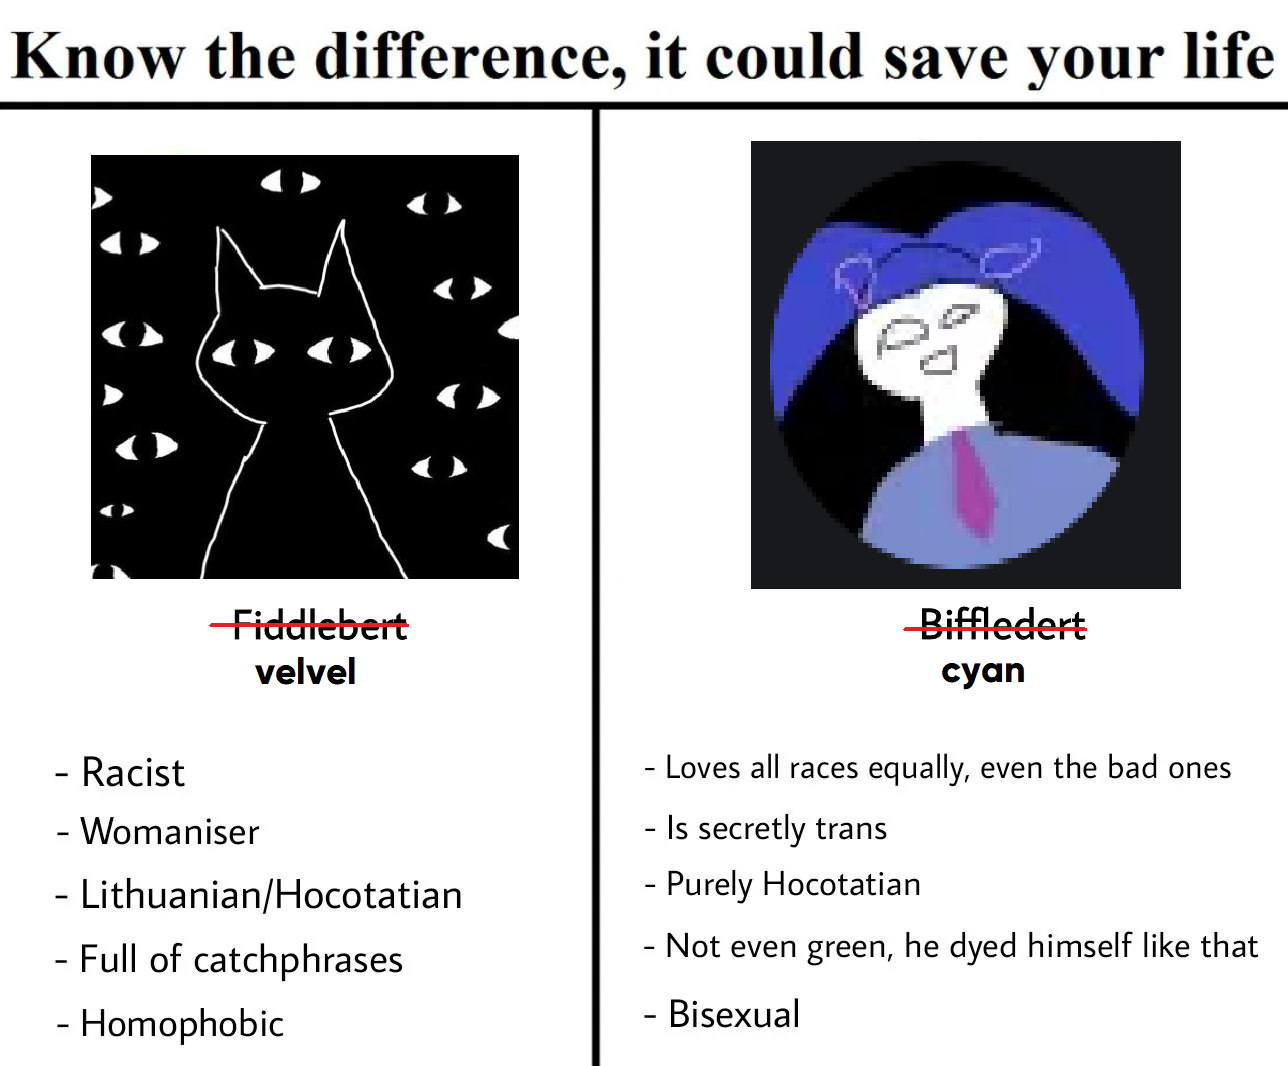 Know the difference, it could save your life
Fiddlebert
velvel
- Racist
- Womaniser
- Lithuanian/Hocotatian
- Full of catchphrases
- Homophobic
Biffledert
cyan
- Loves all races equally, even the bad ones
- Is secretly trans
- Purely Hocotatian
- Not even green, he dyed himself like that
- Bisexual